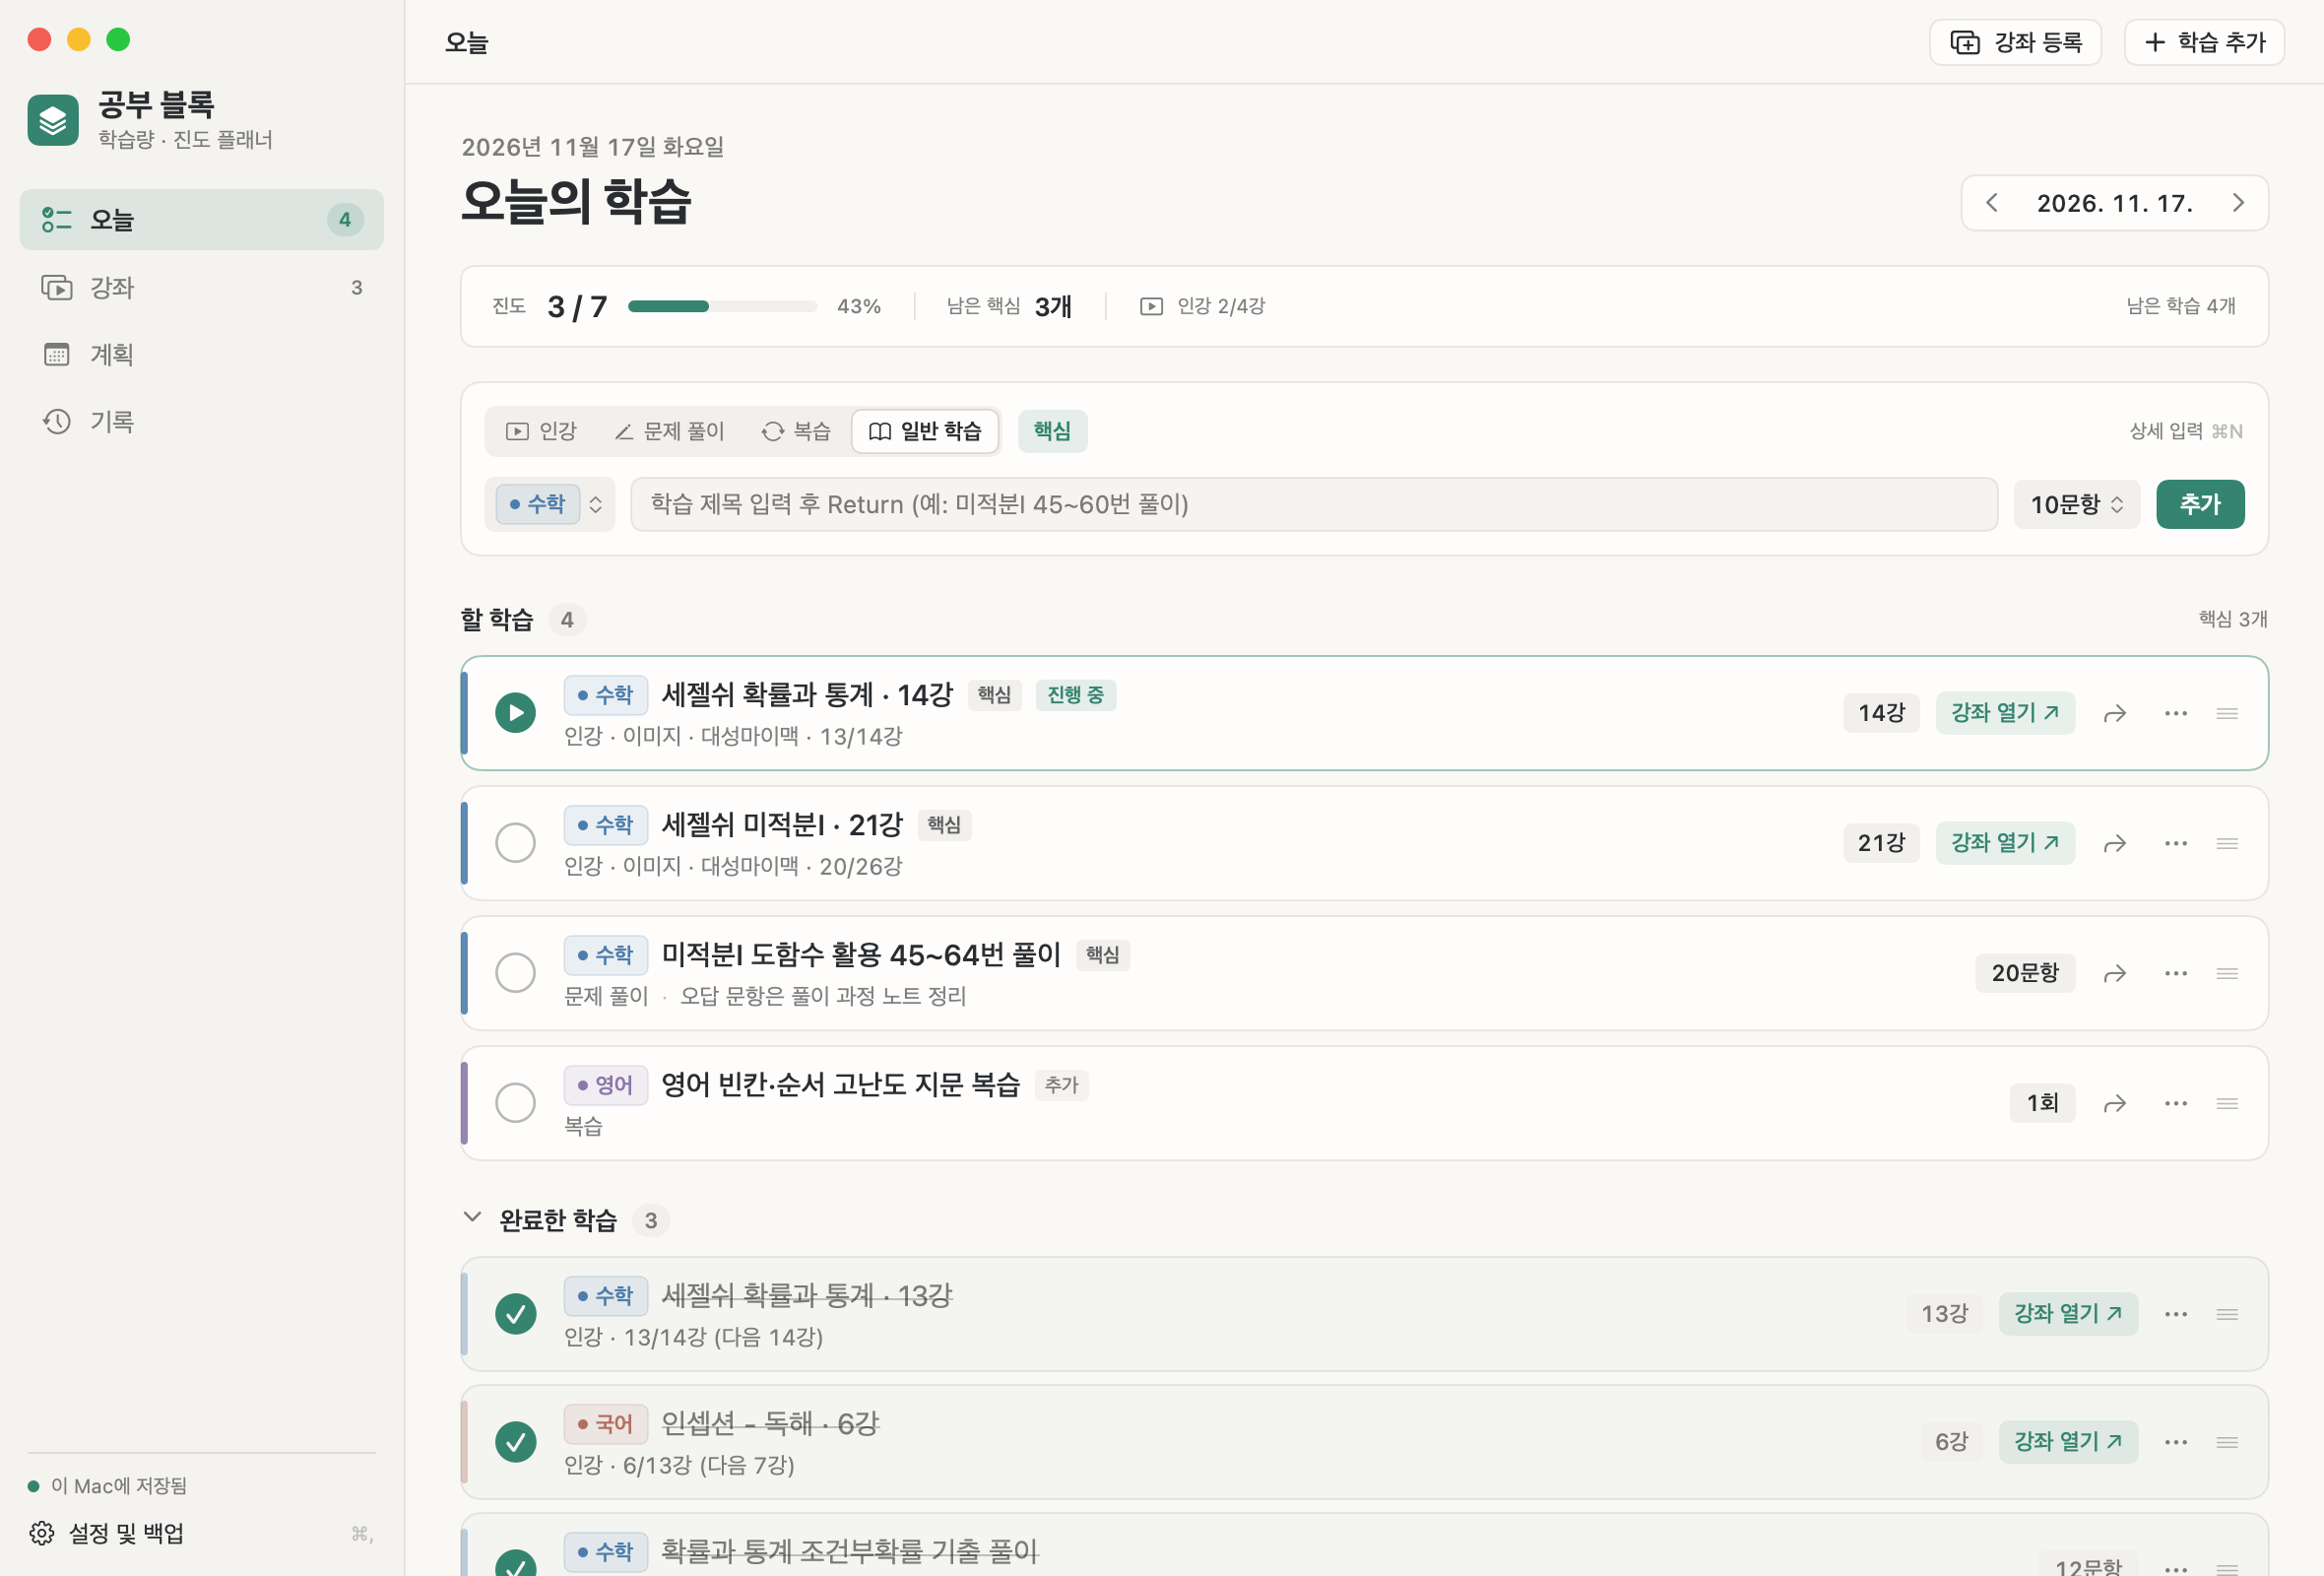 공부 블록
학습량 · 진도 플래너
오늘 4
강좌 3
계획
기록
이 Mac에 저장됨
설정 및 백업 ⌘,
오늘
강좌 등록
학습 추가
2026년 11월 17일 화요일
오늘의 학습
2026. 11. 17.
진도 3 / 7 43% 남은 핵심 3개 인강 2/4강 남은 학습 4개
인강 문제 풀이 복습 일반 학습 핵심 상세 입력 ⌘N
수학 학습 제목 입력 후 Return (예: 미적분Ⅰ 45~60번 풀이) 10문항 추가
할 학습 4 핵심 3개
수학 세젤쉬 확률과 통계 · 14강 핵심 진행 중
인강 · 이미지 · 대성마이맥 · 13/14강
14강 강좌 열기
수학 세젤쉬 미적분Ⅰ · 21강 핵심
인강 · 이미지 · 대성마이맥 · 20/26강
21강 강좌 열기
수학 미적분Ⅰ 도함수 활용 45~64번 풀이 핵심
문제 풀이 · 오답 문항은 풀이 과정 노트 정리
20문항
영어 영어 빈칸·순서 고난도 지문 복습 추가
복습
1회
완료한 학습 3
수학 세젤쉬 확률과 통계 · 13강
인강 · 13/14강 (다음 14강)
13강 강좌 열기
국어 인셉션 - 독해 · 6강
인강 · 6/13강 (다음 7강)
6강 강좌 열기
수학 확률과 통계 조건부확률 기출 풀이
12문항